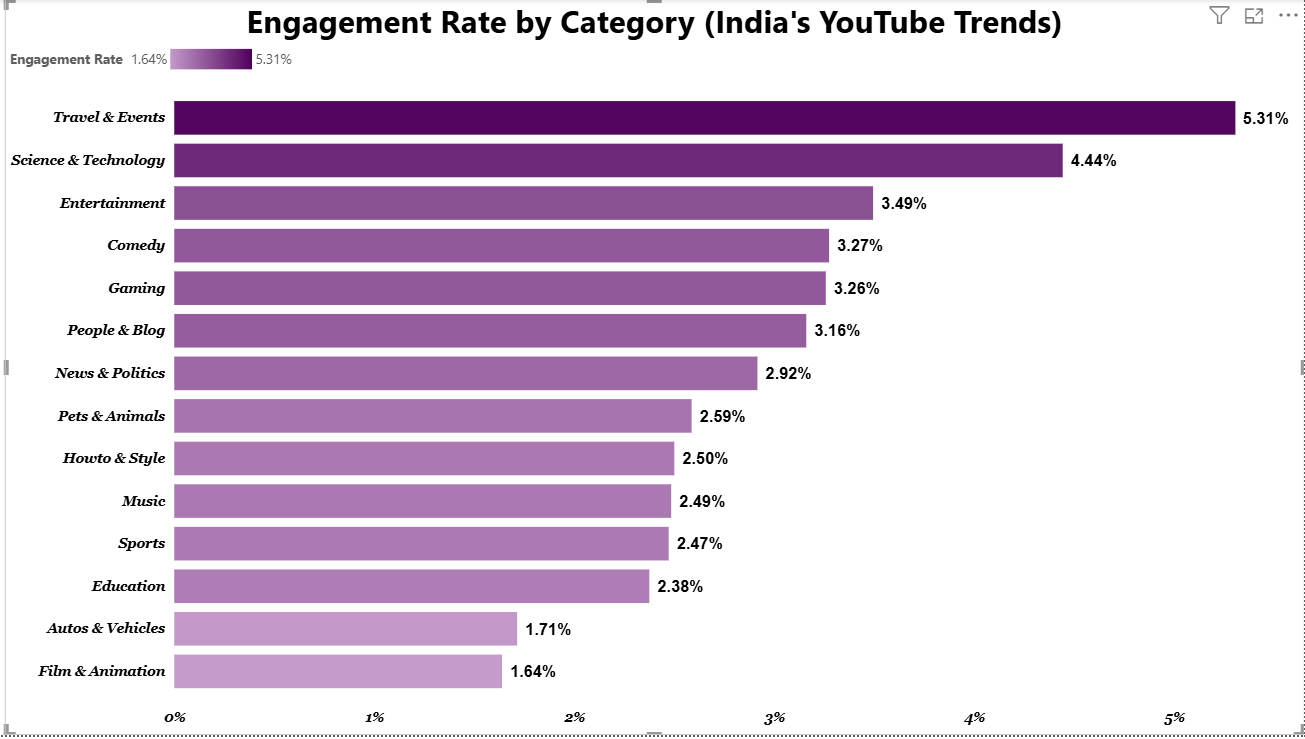 Engagement Rate by Category (India's YouTube Trends)
Engagement Rate 1.64% 5.31%
Travel & Events 5.31%
Science & Technology 4.44%
Entertainment 3.49%
Comedy 3.27%
Gaming 3.26%
People & Blog 3.16%
News & Politics 2.92%
Pets & Animals 2.59%
Howto & Style 2.50%
Music 2.49%
Sports 2.47%
Education 2.38%
Autos & Vehicles 1.71%
Film & Animation 1.64%
0% 1% 2% 3% 4% 5%